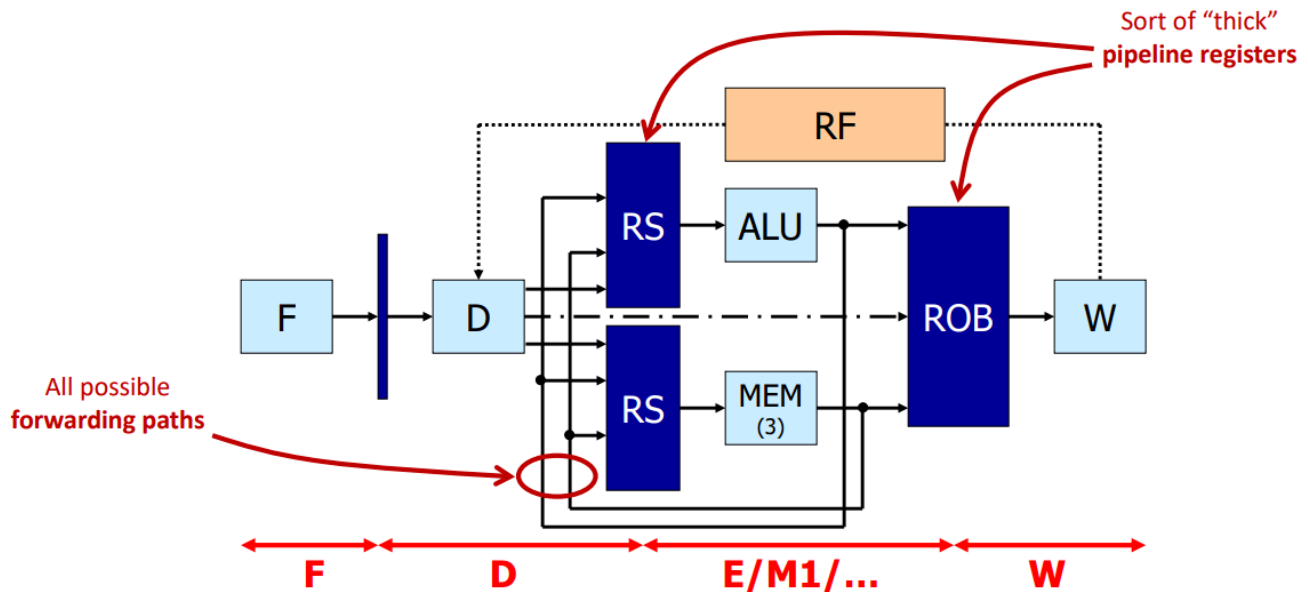 Sort of “thick”
pipeline registers
RF
RS
ALU
F
D
ROB
W
All possible
forwarding paths
RS
MEM
(3)
F
D
E/M1/...
W